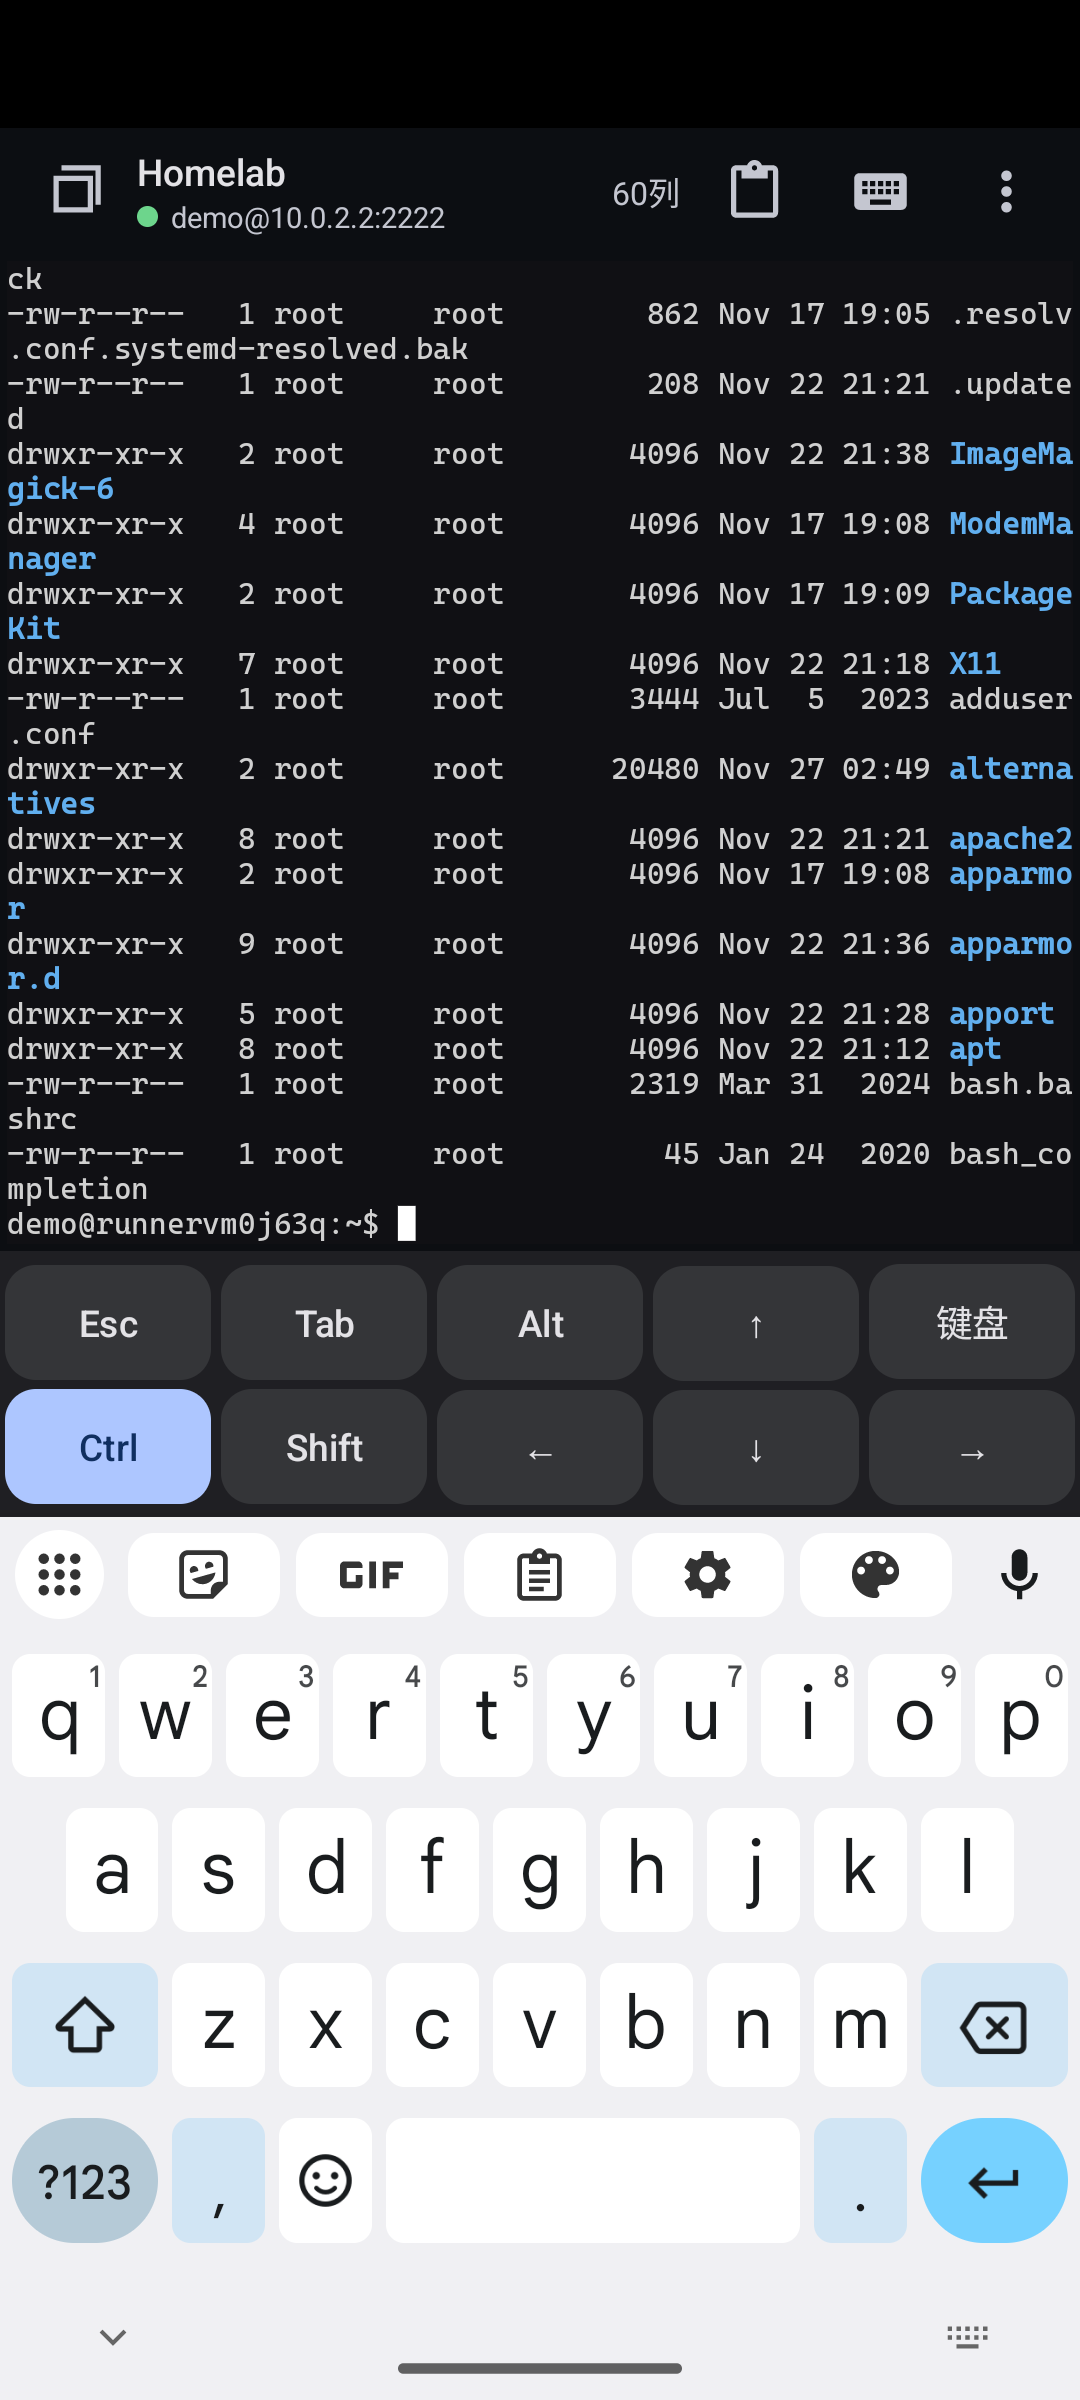 Homelab
demo@10.0.2.2:2222
60列
ck
-rw-r--r--   1 root     root        862 Nov 17 19:05 .resolv
.conf.systemd-resolved.bak
-rw-r--r--   1 root     root        208 Nov 22 21:21 .update
d
drwxr-xr-x   2 root     root       4096 Nov 22 21:38 ImageMa
gick-6
drwxr-xr-x   4 root     root       4096 Nov 17 19:08 ModemMa
nager
drwxr-xr-x   2 root     root       4096 Nov 17 19:09 Package
Kit
drwxr-xr-x   7 root     root       4096 Nov 22 21:18 X11
-rw-r--r--   1 root     root       3444 Jul  5  2023 adduser
.conf
drwxr-xr-x   2 root     root      20480 Nov 27 02:49 alterna
tives
drwxr-xr-x   8 root     root       4096 Nov 22 21:21 apache2
drwxr-xr-x   2 root     root       4096 Nov 17 19:08 apparmo
r
drwxr-xr-x   9 root     root       4096 Nov 22 21:36 apparmo
r.d
drwxr-xr-x   5 root     root       4096 Nov 22 21:28 apport
drwxr-xr-x   8 root     root       4096 Nov 22 21:12 apt
-rw-r--r--   1 root     root       2319 Mar 31  2024 bash.ba
shrc
-rw-r--r--   1 root     root         45 Jan 24  2020 bash_co
mpletion
demo@runnervm0j63q:~$
Esc Tab Alt ↑ 键盘
Ctrl Shift ← ↓ →
GIF
q 1 w 2 e 3 r 4 t 5 y 6 u 7 i 8 o 9 p 0
a s d f g h j k l
z x c v b n m
?123 , .